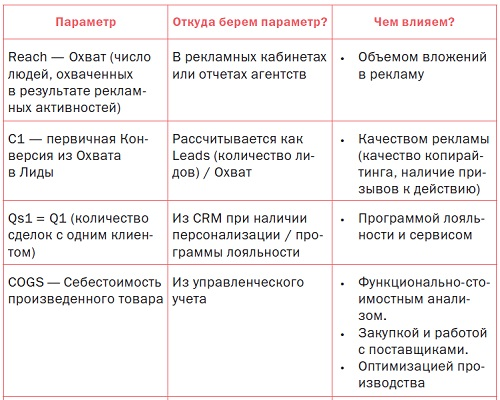 Параметр
Откуда берем параметр?
Чем влияем?
Reach — Охват (число
людей, охваченных
в результате реклам-
ных активностей)
В рекламных кабинетах
или отчетах агентств
• Объемом вложений
в рекламу
C1 — первичная Кон-
версия из Охвата
в Лиды
Рассчитывается как
Leads (количество ли-
дов) / Охват
• Качеством рекламы
(качество копирай-
тинга, наличие при-
зывов к действию)
Qs1 = Q1 (количество
сделок с одним клиен-
том)
Из CRM при наличии
персонализации / про-
граммы лояльности
• Программой лояль-
ности и сервисом
COGS — Себестоимость
произведенного товара
Из управленческого
учета
• Функционально-сто-
имостным анали-
зом.
• Закупкой и работой
с поставщиками.
• Оптимизацией про-
изводства